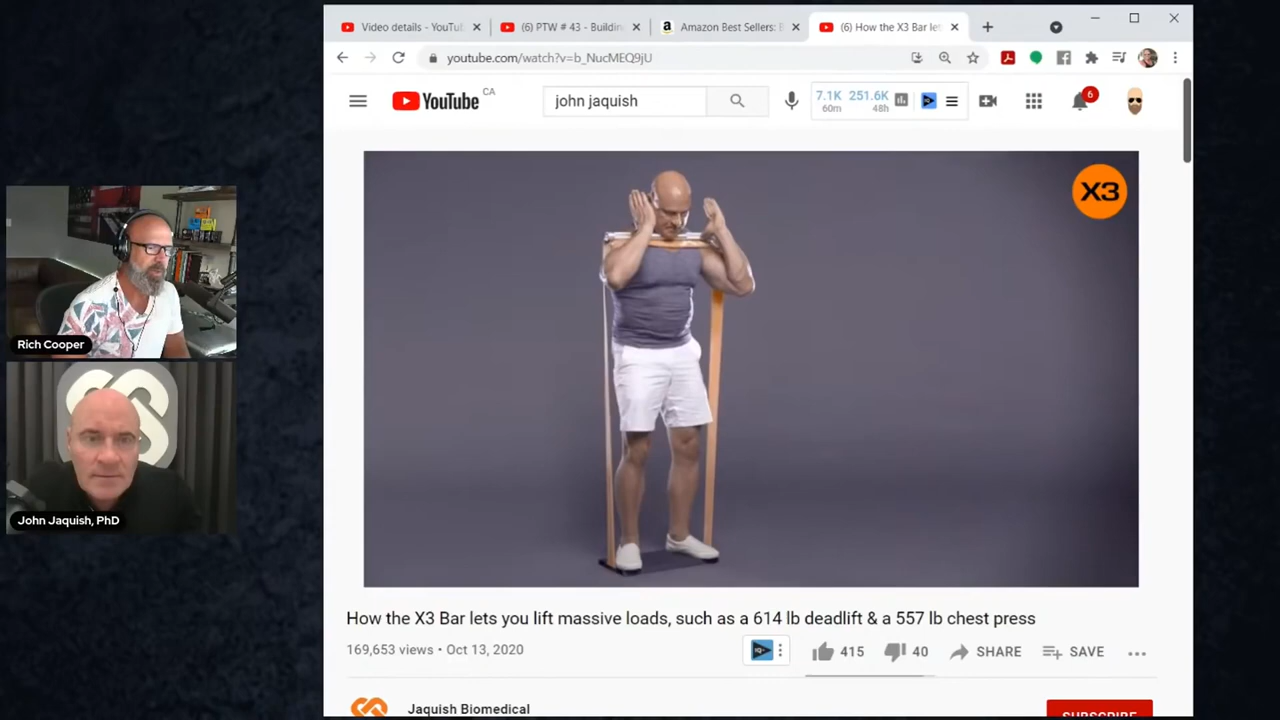 Video details - YouTub
(6) PTW # 43 - Buildin
Amazon Best Sellers: B
(6) How the X3 Bar lets
youtube.com/watch?v=b_NucMEQ9jU
YouTube CA
john jaquish
7.1K 251.6K
60m 48h
6
X3
Rich Cooper
John Jaquish, PhD
How the X3 Bar lets you lift massive loads, such as a 614 lb deadlift & a 557 lb chest press
169,653 views • Oct 13, 2020
415 40 SHARE SAVE
Jaquish Biomedical
SUBSCRIBE